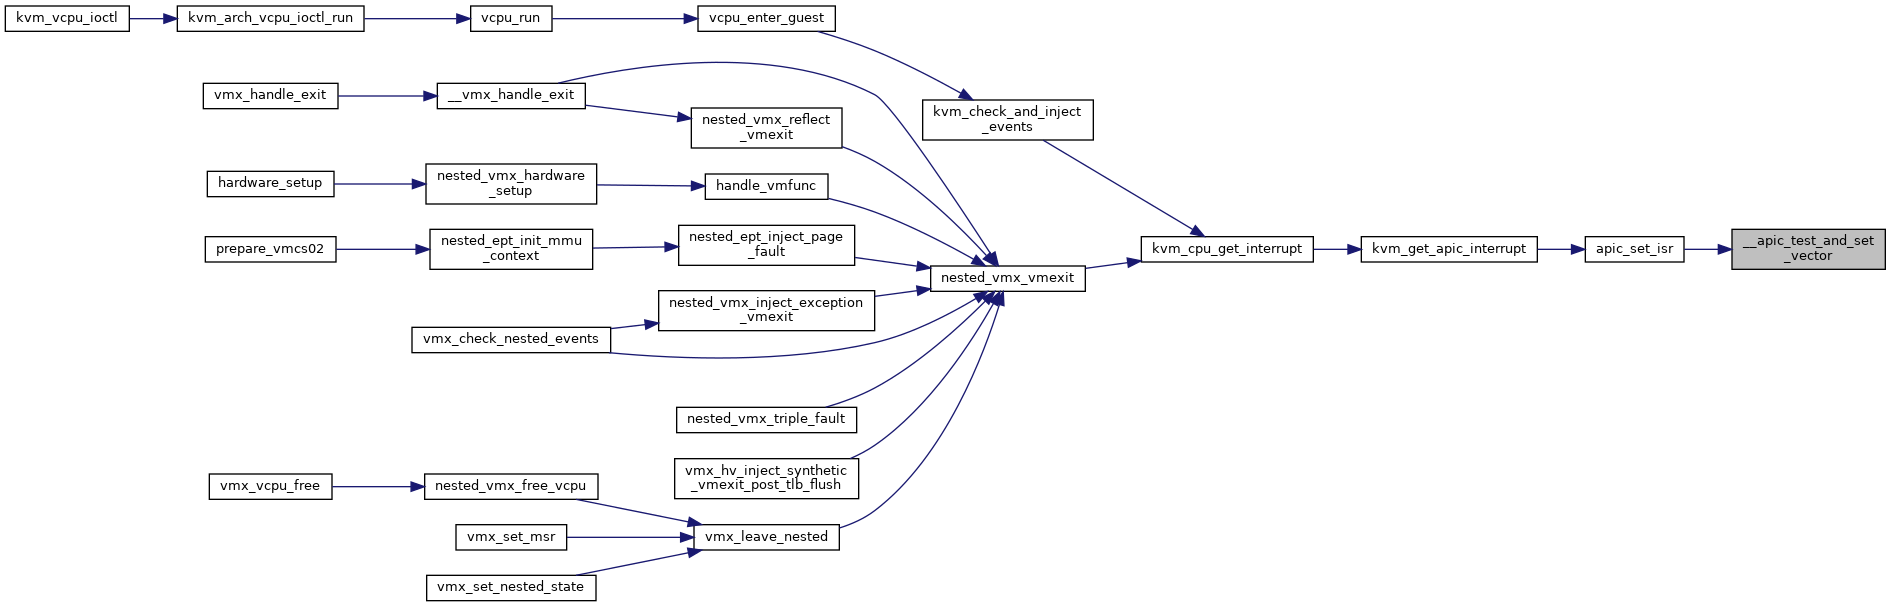 kvm_vcpu_ioctl
kvm_arch_vcpu_ioctl_run
vcpu_run
vcpu_enter_guest
vmx_handle_exit
__vmx_handle_exit
nested_vmx_reflect
_vmexit
kvm_check_and_inject
_events
hardware_setup
nested_vmx_hardware
_setup
handle_vmfunc
prepare_vmcs02
nested_ept_init_mmu
_context
nested_ept_inject_page
_fault
nested_vmx_vmexit
kvm_cpu_get_interrupt
kvm_get_apic_interrupt
apic_set_isr
__apic_test_and_set
_vector
nested_vmx_inject_exception
_vmexit
vmx_check_nested_events
nested_vmx_triple_fault
vmx_hv_inject_synthetic
_vmexit_post_tlb_flush
vmx_vcpu_free
nested_vmx_free_vcpu
vmx_set_msr
vmx_leave_nested
vmx_set_nested_state